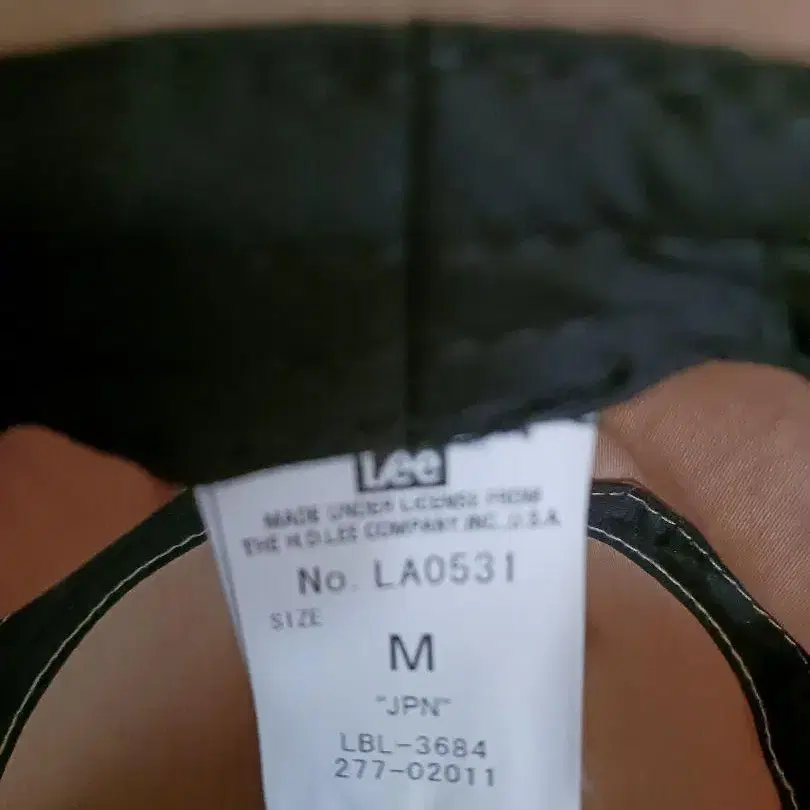 Lee
MADE UNDER LICENSE FROM
THE H.D.LEE COMPANY.INC.,U.S.A.
No. LA0531
SIZE
M
"JPN"
LBL-3684
277-02011